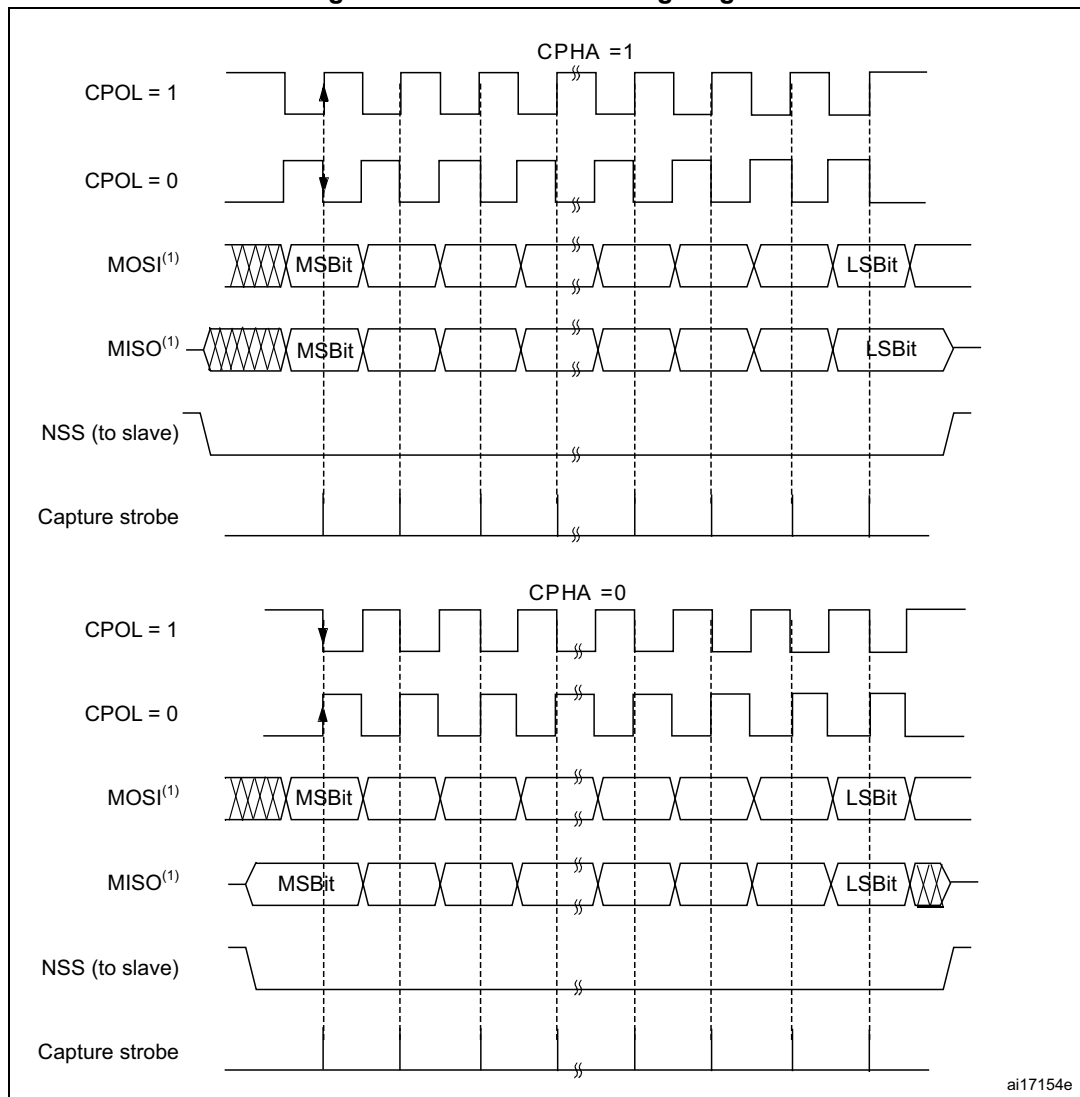 CPHA =1
CPOL = 1
CPOL = 0
MOSI(1) MSBit LSBit
MISO(1) MSBit LSBit
NSS (to slave)
Capture strobe
CPHA =0
CPOL = 1
CPOL = 0
MOSI(1) MSBit LSBit
MISO(1) MSBit LSBit
NSS (to slave)
Capture strobe
ai17154e